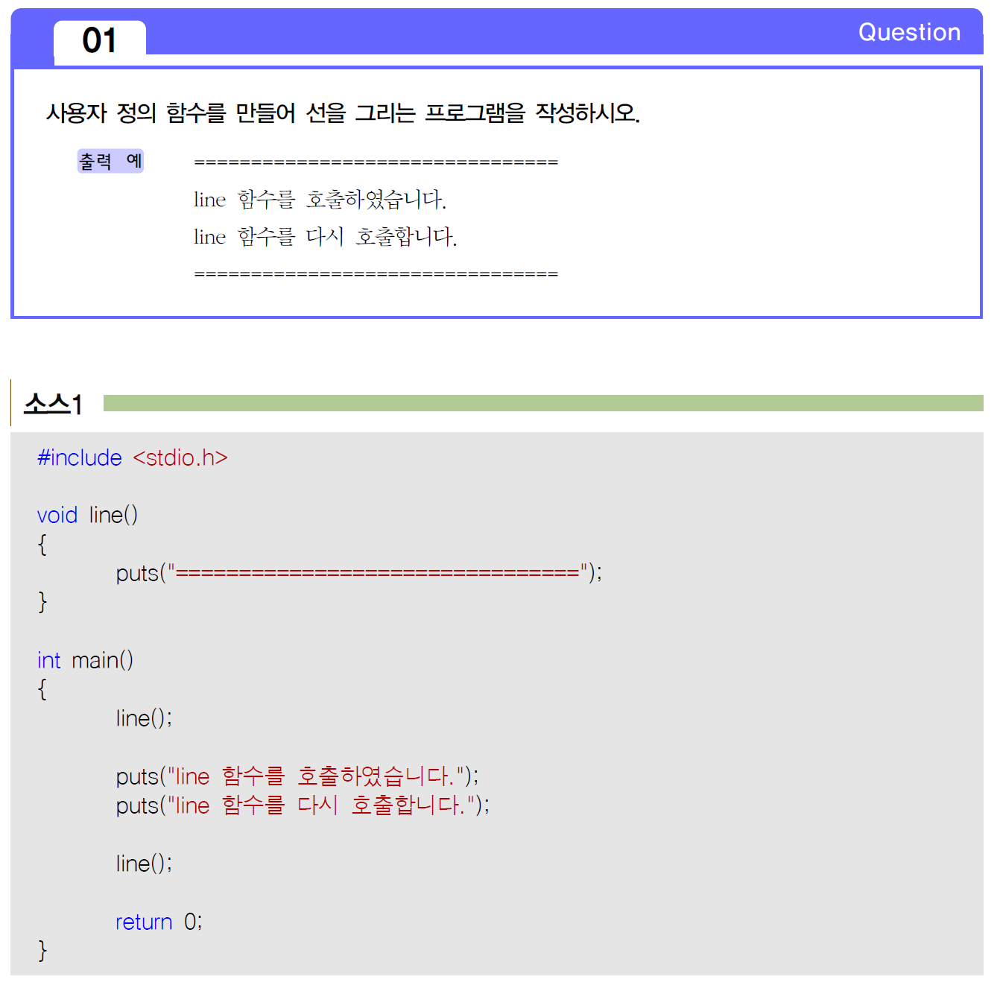 01
Question
사용자 정의 함수를 만들어 선을 그리는 프로그램을 작성하시오.
출력 예
================================
line 함수를 호출하였습니다.
line 함수를 다시 호출합니다.
================================
소스1
#include <stdio.h>
void line()
{
puts("================================");
}
int main()
{
line();
puts("line 함수를 호출하였습니다.");
puts("line 함수를 다시 호출합니다.");
line();
return 0;
}